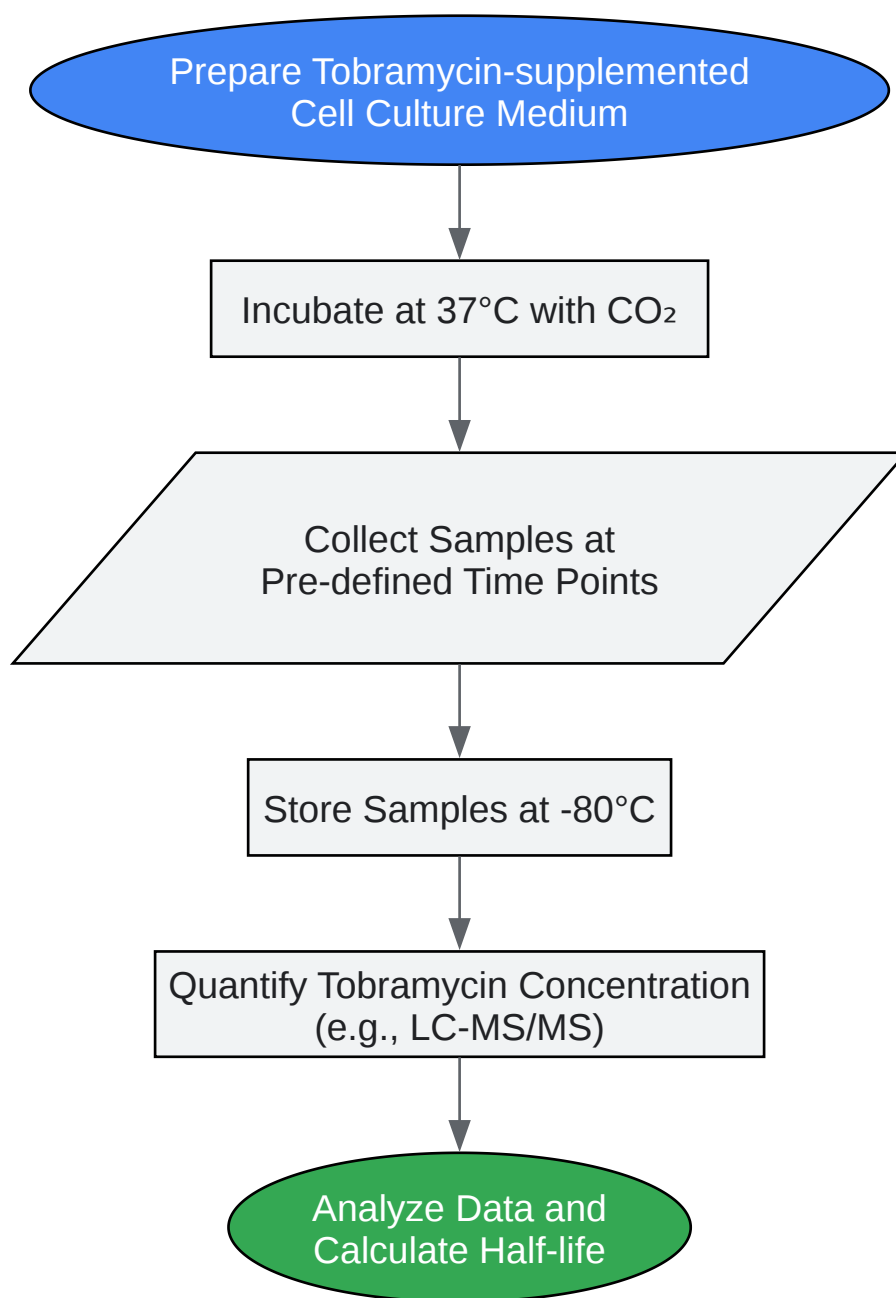 Prepare Tobramycin-supplemented
Cell Culture Medium
Incubate at 37°C with CO₂
Collect Samples at
Pre-defined Time Points
Store Samples at -80°C
Quantify Tobramycin Concentration
(e.g., LC-MS/MS)
Analyze Data and
Calculate Half-life